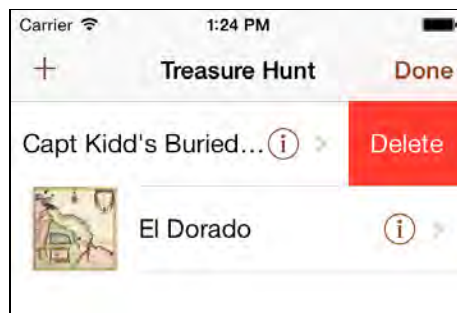 Carrier 1:24 PM
+ Treasure Hunt Done
Capt Kidd's Buried... i > Delete
El Dorado i >